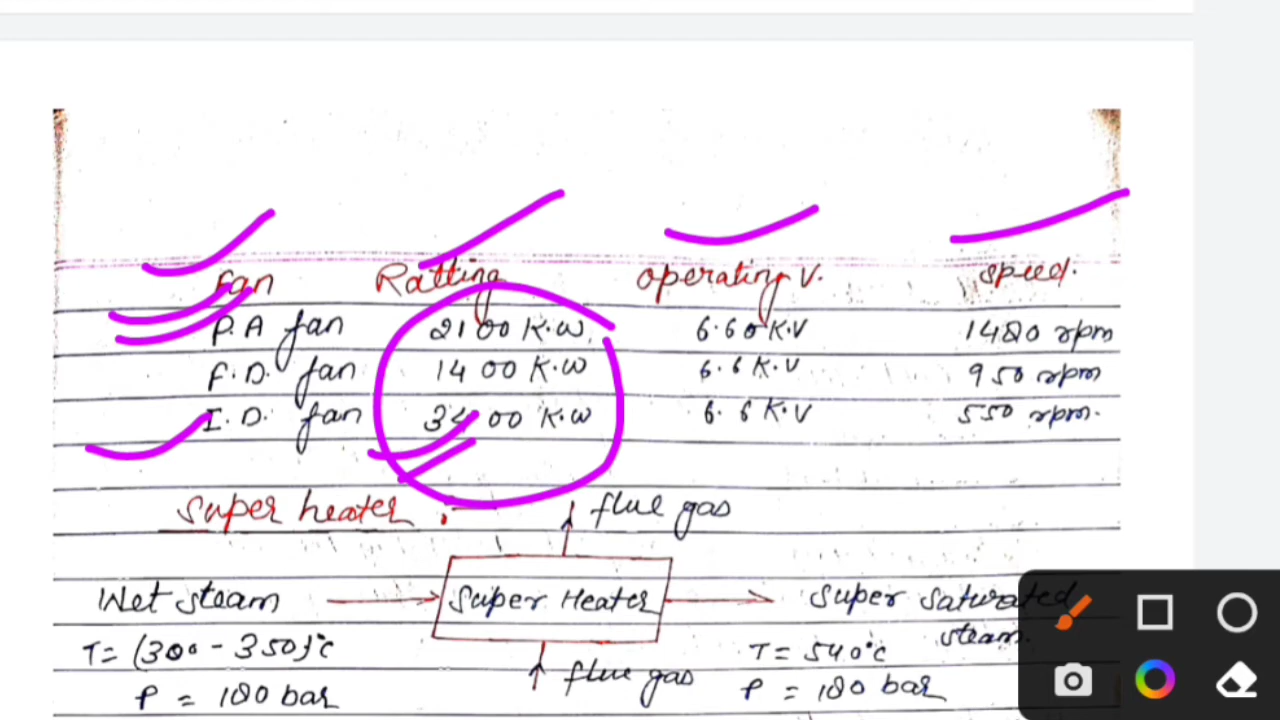 Fan Ratting operating V. Speed.
P.A fan 2100 K.W. 6.60 K.V 1480 rpm
F.D. fan 1400 K.W 6.6 K.V 950 rpm
I.D. fan 3400 K.W 6.6 K.V 550 rpm.
Super heater :-
flue gas
Wet steam Super Heater Super Saturated
steam.
T = (300 - 350)°c T = 540°c
flue gas
P = 180 bar P = 180 bar